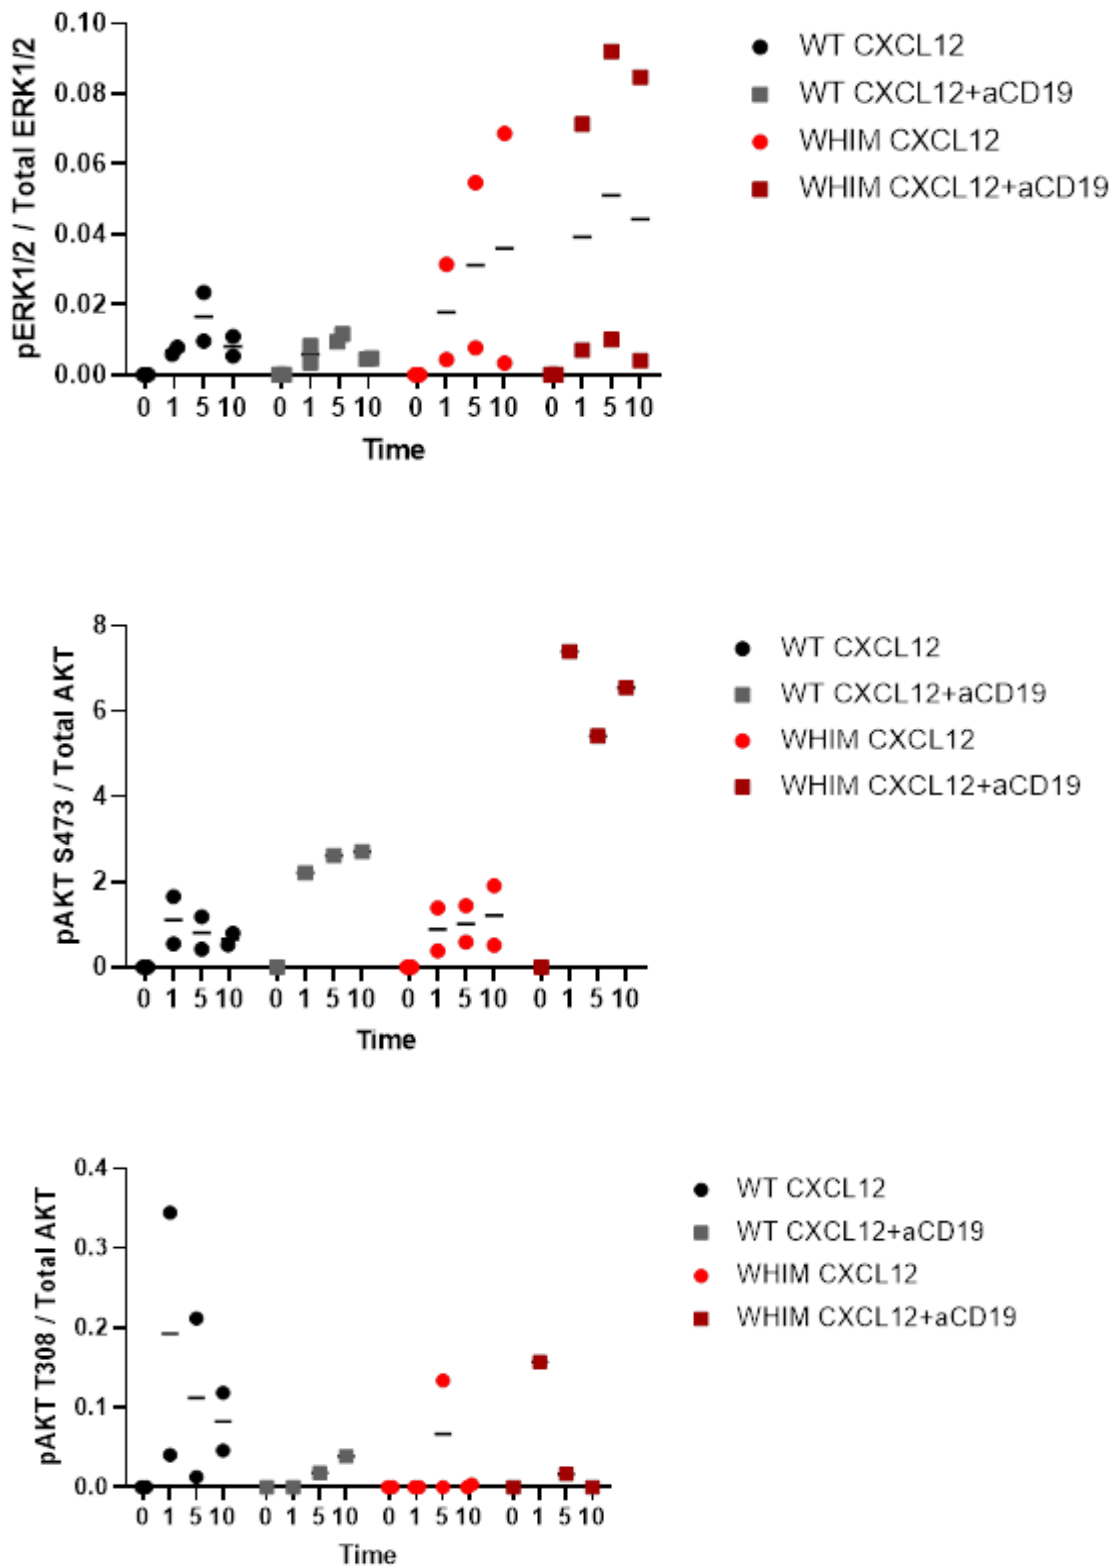 pERK1/2 / Total ERK1/2
0.10
0.08
0.06
0.04
0.02
0.00
0 1 5 10 0 1 5 10 0 1 5 10 0 1 5 10
Time
WT CXCL12
WT CXCL12+aCD19
WHIM CXCL12
WHIM CXCL12+aCD19
pAKT S473 / Total AKT
8
6
4
2
0
0 1 5 10 0 1 5 10 0 1 5 10 0 1 5 10
Time
WT CXCL12
WT CXCL12+aCD19
WHIM CXCL12
WHIM CXCL12+aCD19
pAKT T308 / Total AKT
0.4
0.3
0.2
0.1
0.0
0 1 5 10 0 1 5 10 0 1 5 10 0 1 5 10
Time
WT CXCL12
WT CXCL12+aCD19
WHIM CXCL12
WHIM CXCL12+aCD19